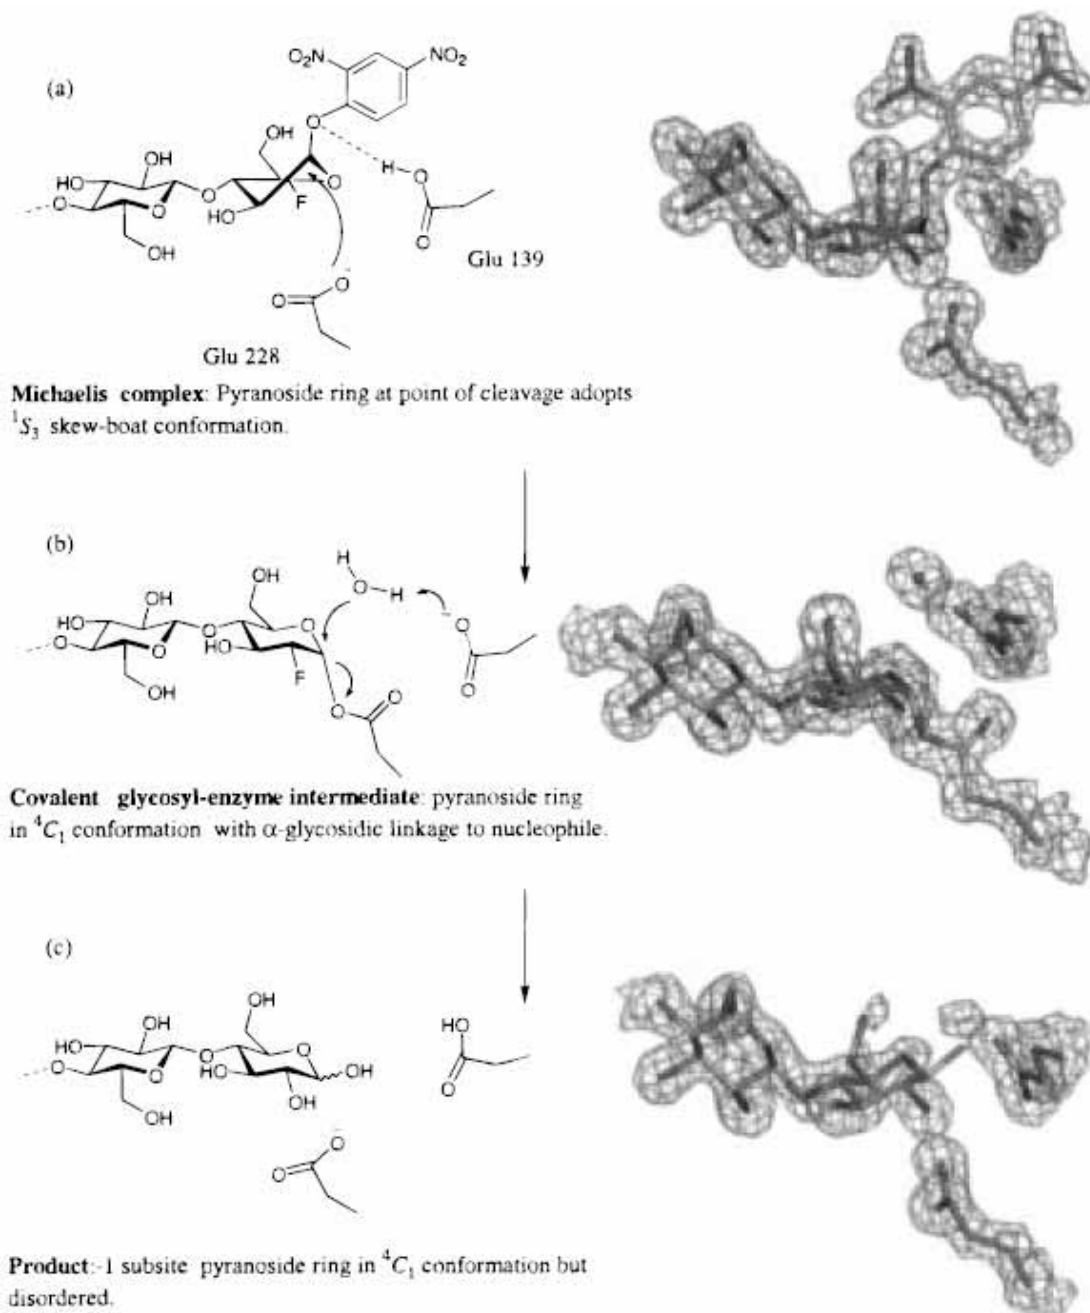 (a)
O₂N
NO₂
OH
O
H
OH
HO
O
O
O
O
F
HO
O
HO
O
O
OH
Glu 139
O
O⁻
Glu 228
Michaelis complex: Pyranoside ring at point of cleavage adopts
¹S₃ skew-boat conformation.
(b)
H
O
H
OH
OH
HO
O
O
O
O
HO
F
O
⁻O
O
OH
O
O
Covalent glycosyl-enzyme intermediate: pyranoside ring
in ⁴C₁ conformation with α-glycosidic linkage to nucleophile.
(c)
OH
HO
OH
HO
O
O
O
O
HO
OH
O
O
OH
OH
O⁻
O
Product:-1 subsite pyranoside ring in ⁴C₁ conformation but
disordered.